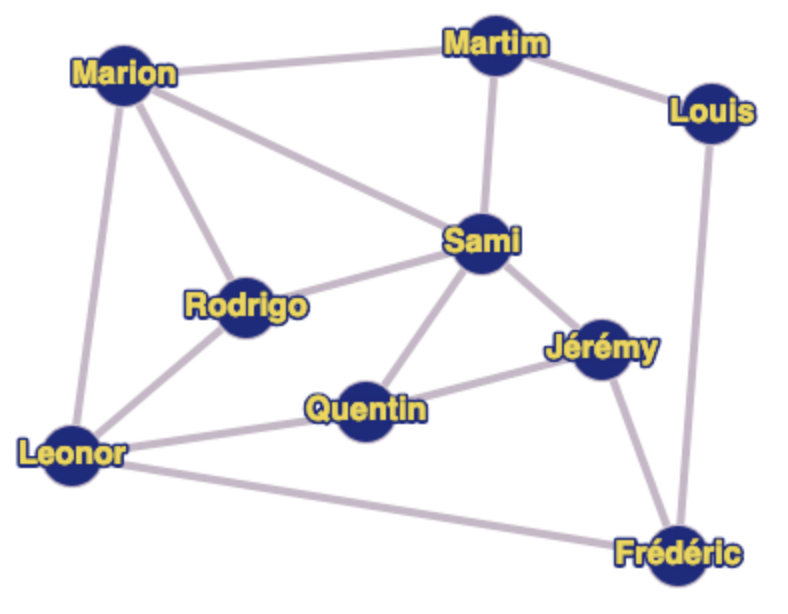 Martim
Marion
Louis
Sami
Rodrigo
Jérémy
Quentin
Leonor
Frédéric